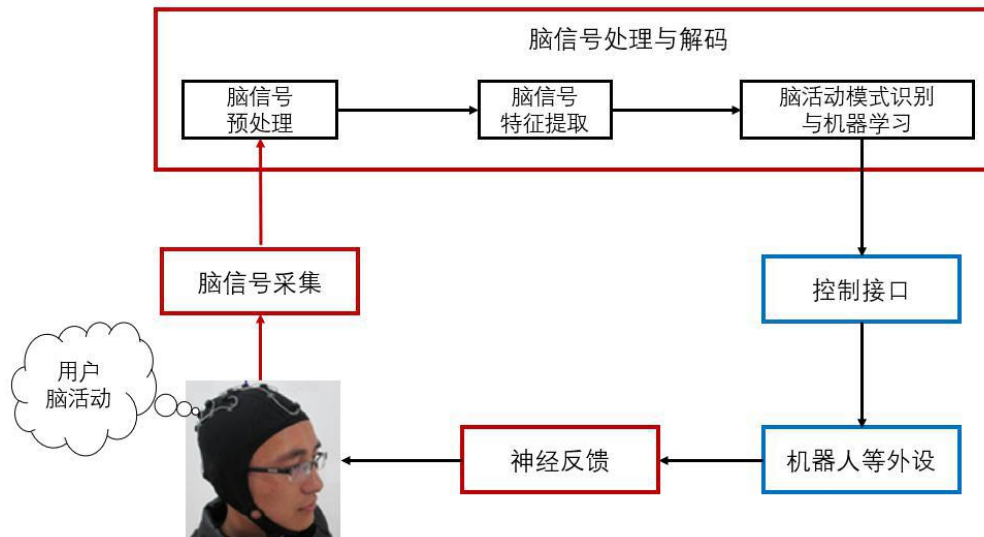 脑信号处理与解码
脑信号
预处理
脑信号
特征提取
脑活动模式识别
与机器学习
脑信号采集
控制接口
用户
脑活动
神经反馈
机器人等外设